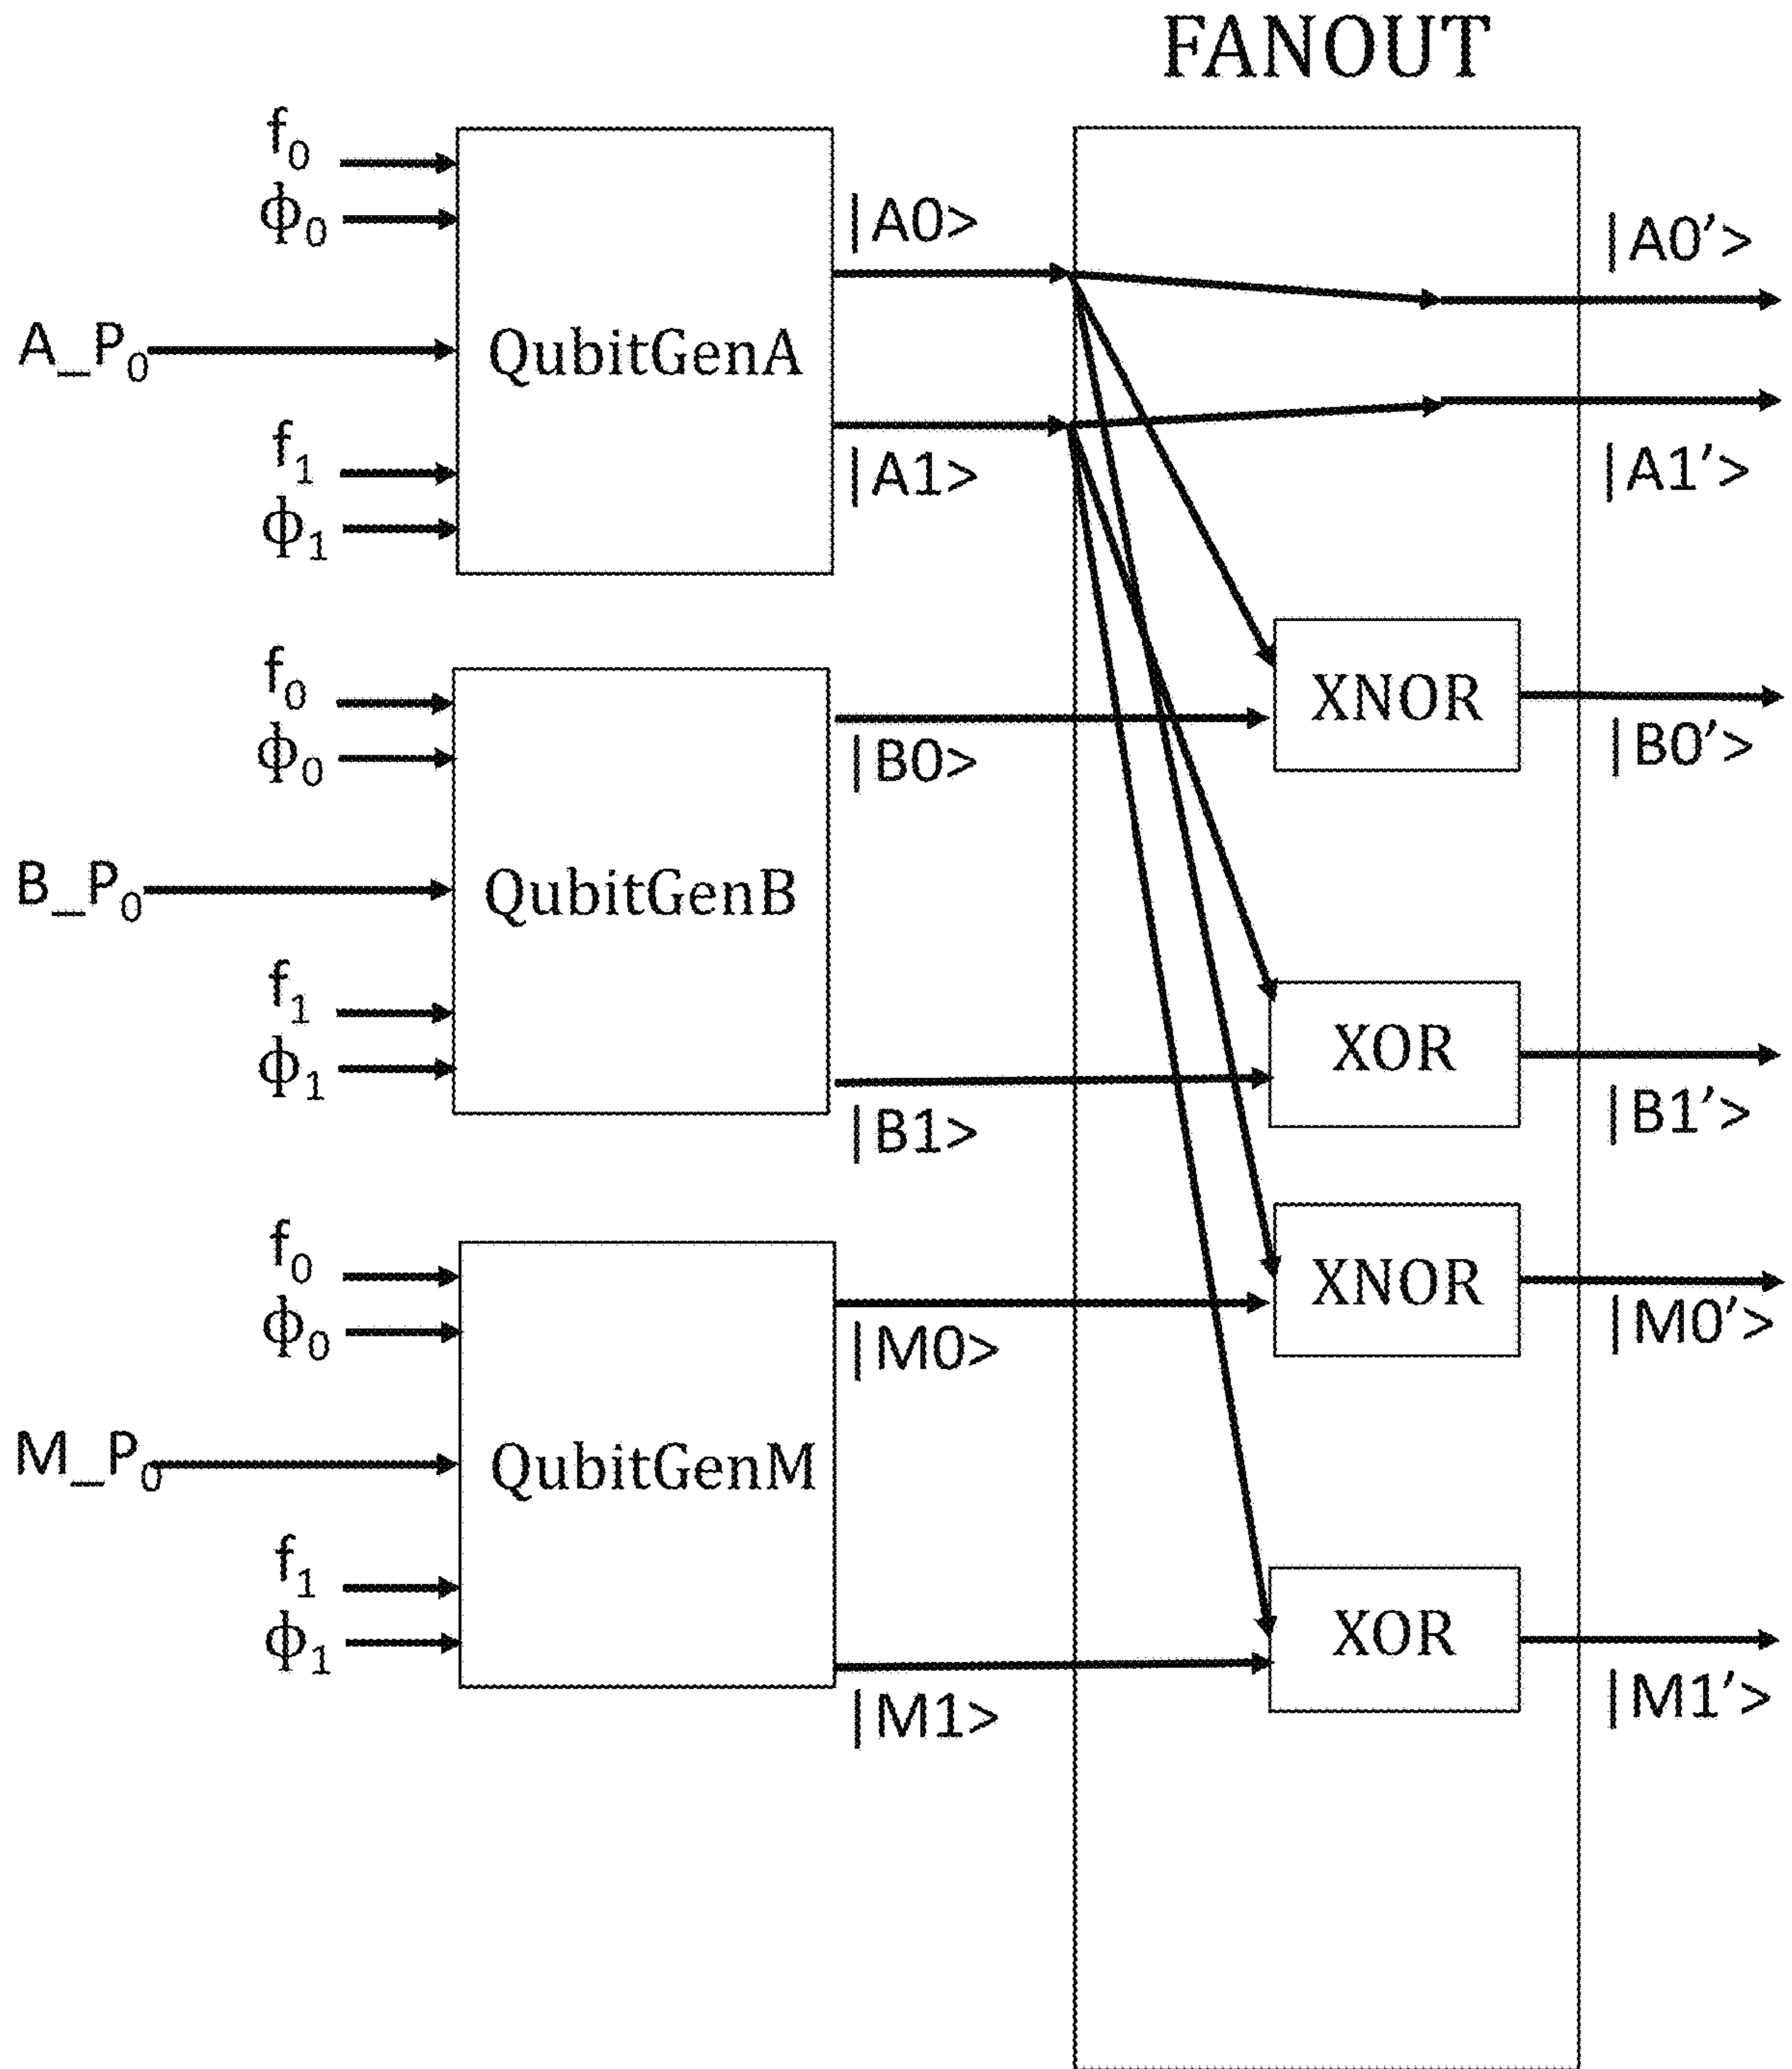 FANOUT
f₀
ϕ₀
A_P₀
f₁
ϕ₁
QubitGenA
|A0>
|A1>
|A0'>
|A1'>
f₀
ϕ₀
B_P₀
f₁
ϕ₁
QubitGenB
|B0>
|B1>
XNOR
|B0'>
XOR
|B1'>
f₀
ϕ₀
M_P₀
f₁
ϕ₁
QubitGenM
|M0>
|M1>
XNOR
|M0'>
XOR
|M1'>